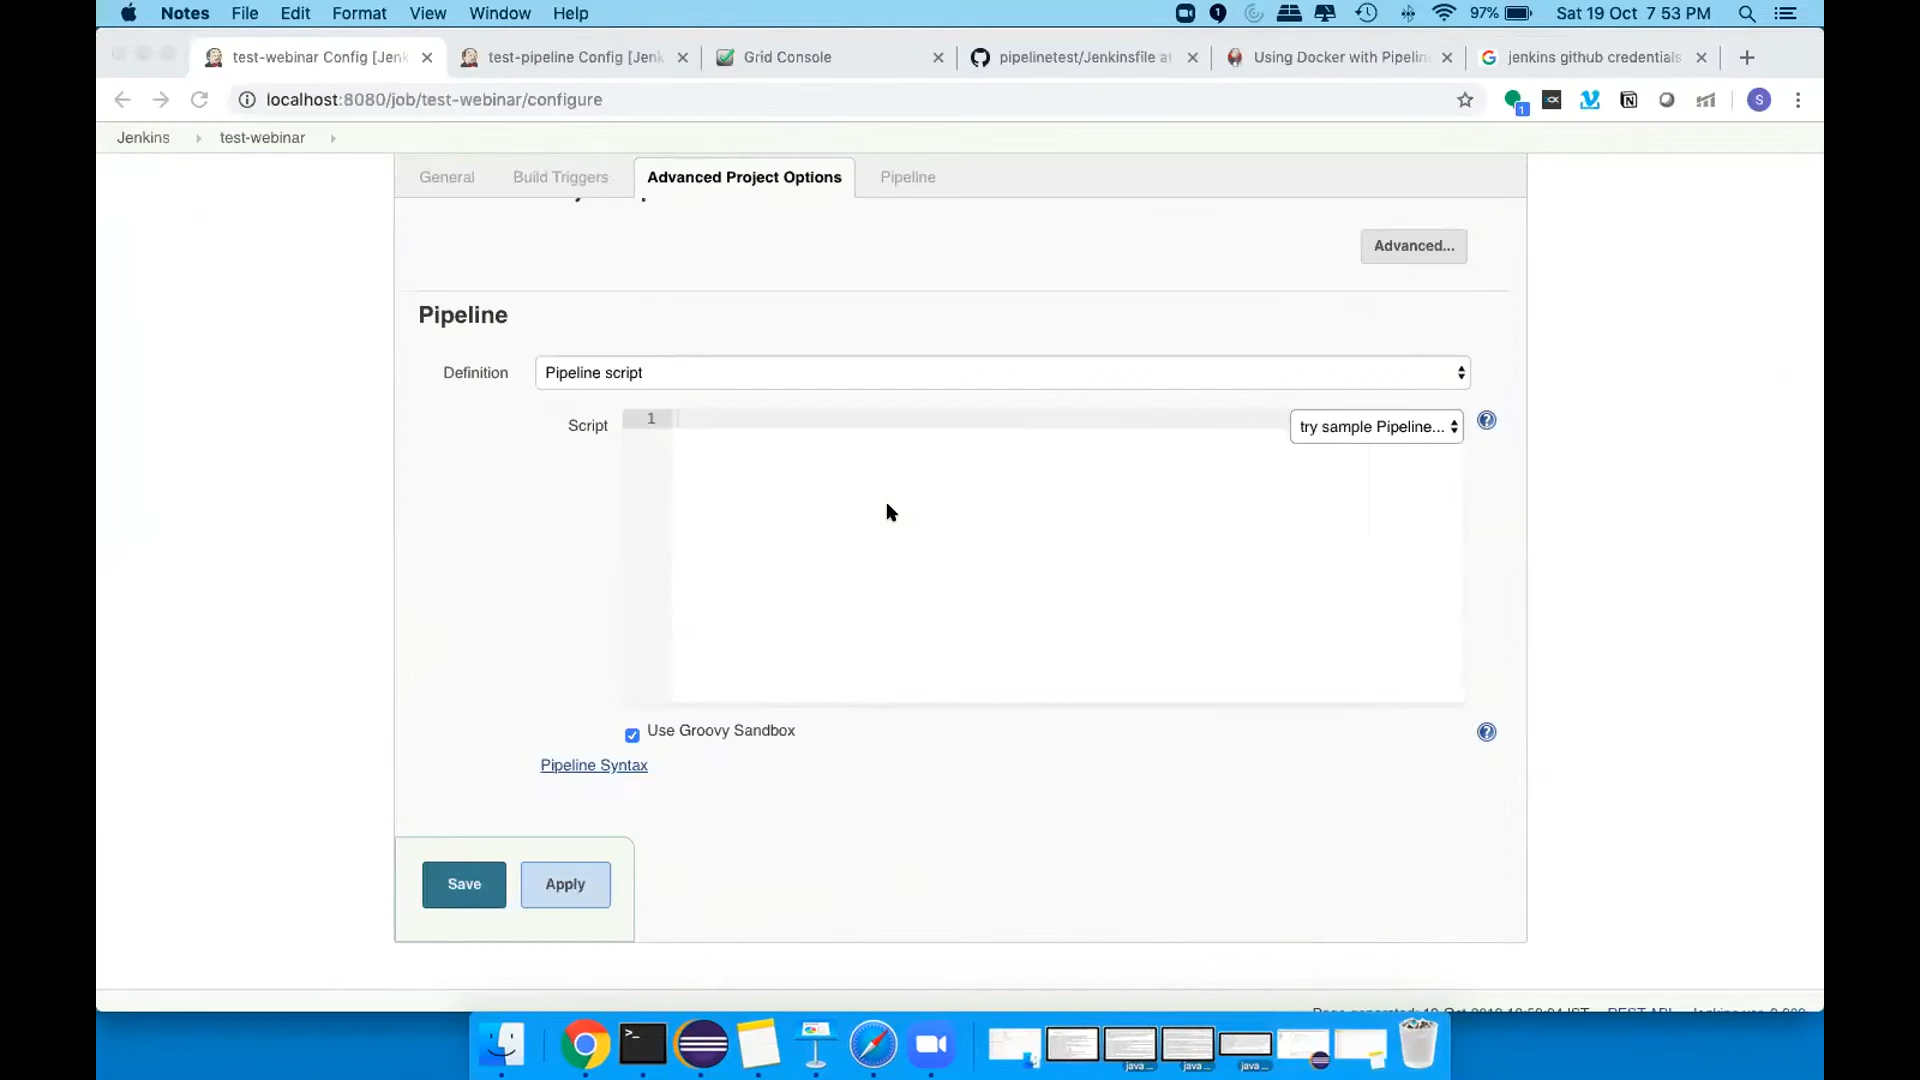 Notes File Edit Format View Window Help 97% Sat 19 Oct 7 53 PM
test-webinar Config [Jenk test-pipeline Config [Jenk Grid Console pipelinetest/Jenkinsfile at Using Docker with Pipelin jenkins github credentials
localhost:8080/job/test-webinar/configure
Jenkins test-webinar
General Build Triggers Advanced Project Options Pipeline
Advanced...
Pipeline
Definition Pipeline script
Script 1 try sample Pipeline...
Use Groovy Sandbox
Pipeline Syntax
Save Apply
java ... java ... java ...